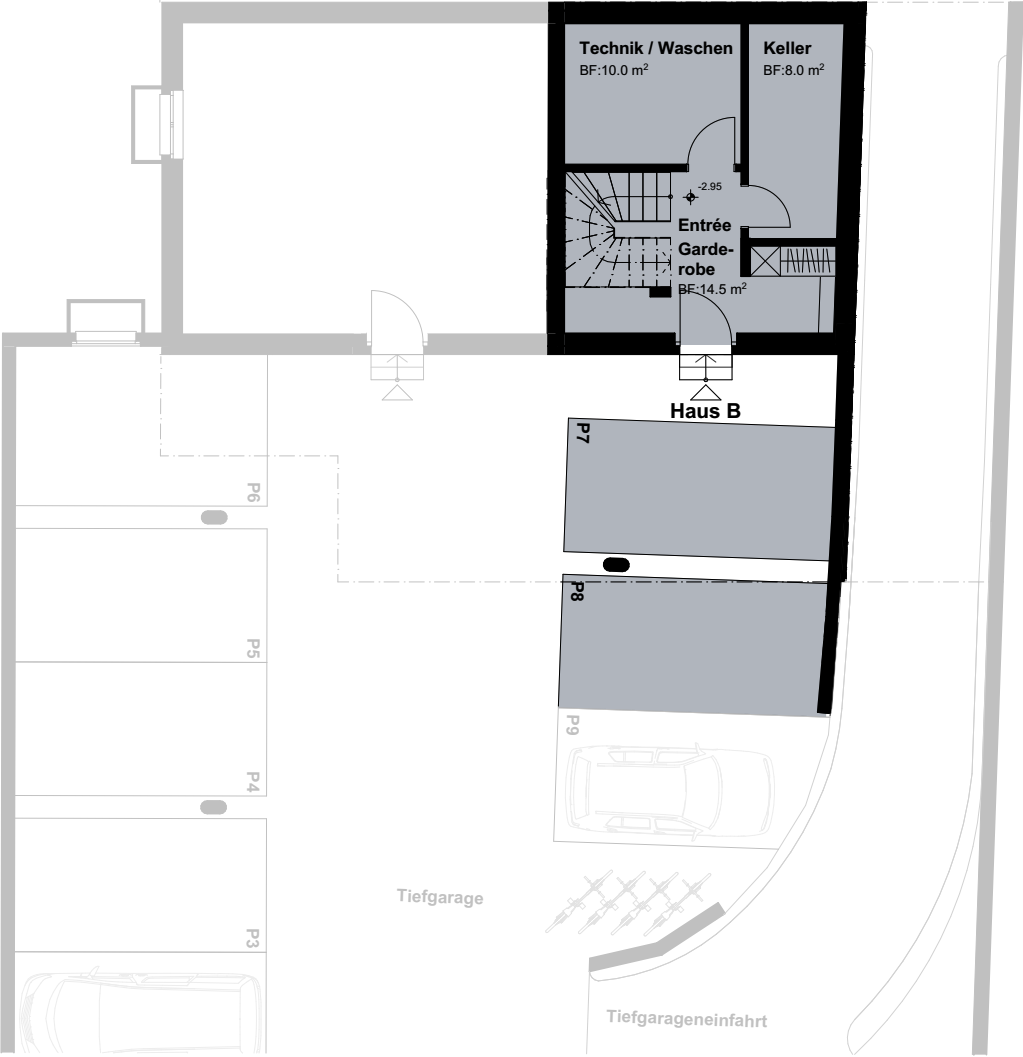 Technik / Waschen
BF:10.0 m²
Keller
BF:8.0 m²
-2.95
Entrée
Garde-
robe
BF:14.5 m²
Haus B
P7
P6
P8
P5
P9
P4
Tiefgarage
P3
Tiefgarageneinfahrt